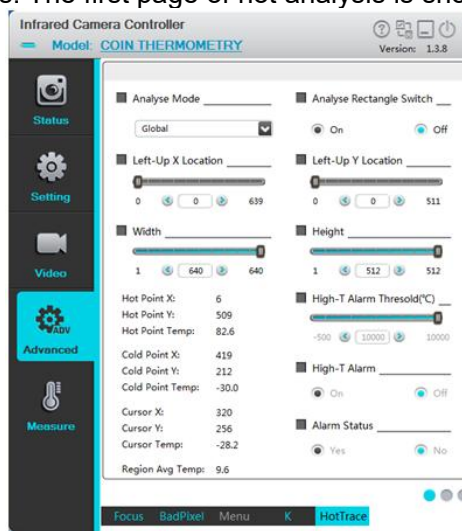 s. The first page of hot analysis is sho
Infrared Camera Controller
Model: COIN THERMOMETRY
Version: 1.3.8
Status
Setting
Video
ADV
Advanced
Measure
Analyse Mode
Global
Analyse Rectangle Switch
On Off
Left-Up X Location
0 0 639
Left-Up Y Location
0 0 511
Width
1 640 640
Height
1 512 512
Hot Point X: 6
Hot Point Y: 509
Hot Point Temp: 82.6
Cold Point X: 419
Cold Point Y: 212
Cold Point Temp: -30.0
Cursor X: 320
Cursor Y: 256
Cursor Temp: -28.2
Region Avg Temp: 9.6
High-T Alarm Thresold(°C)
-500 10000 10000
High-T Alarm
On Off
Alarm Status
Yes No
Focus BadPixel Menu K HotTrace